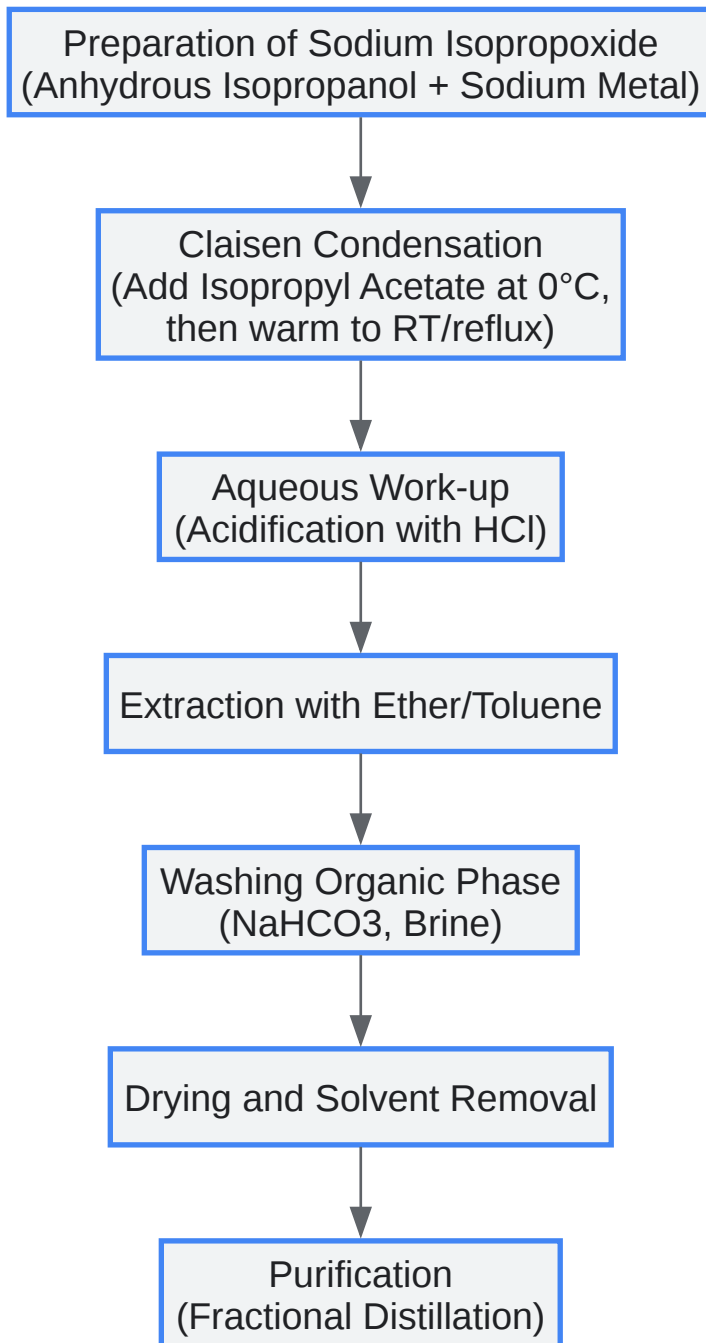 Preparation of Sodium Isopropoxide
(Anhydrous Isopropanol + Sodium Metal)
Claisen Condensation
(Add Isopropyl Acetate at 0°C,
then warm to RT/reflux)
Aqueous Work-up
(Acidification with HCl)
Extraction with Ether/Toluene
Washing Organic Phase
(NaHCO3, Brine)
Drying and Solvent Removal
Purification
(Fractional Distillation)